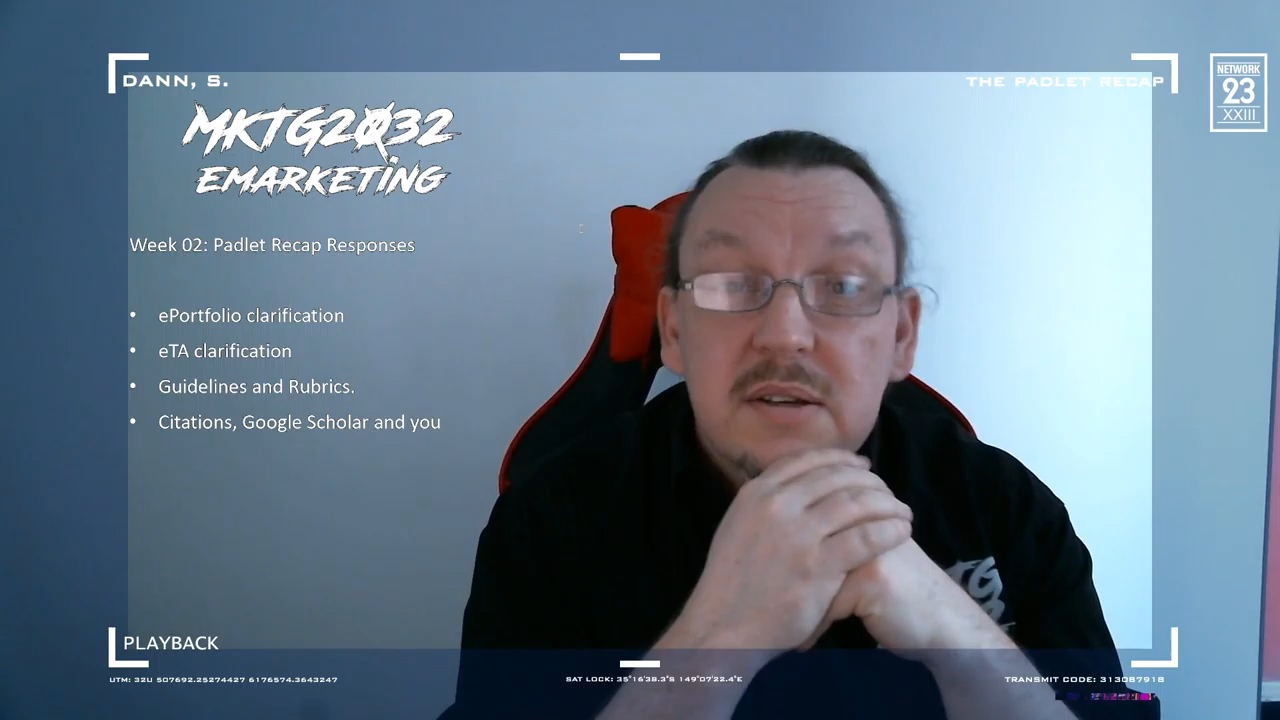 DANN, S.
THE PADLET RECAP
NETWORK
23
XXIII
MKTG2032
EMARKETING
Week 02: Padlet Recap Responses
• ePortfolio clarification
• eTA clarification
• Guidelines and Rubrics.
• Citations, Google Scholar and you
PLAYBACK
UTM: 32U 507692.25274427 6176574.3643247
SAT LOCK: 35°16'38.3"S 149°07'22.4"E
TRANSMIT CODE: 313087918